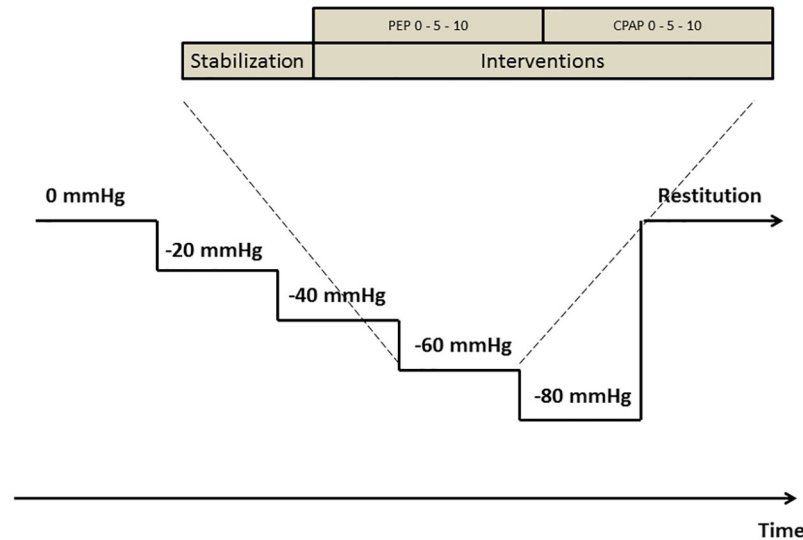 PEP 0 - 5 - 10
CPAP 0 - 5 - 10
Stabilization
Interventions
0 mmHg
Restitution
-20 mmHg
-40 mmHg
-60 mmHg
-80 mmHg
Time